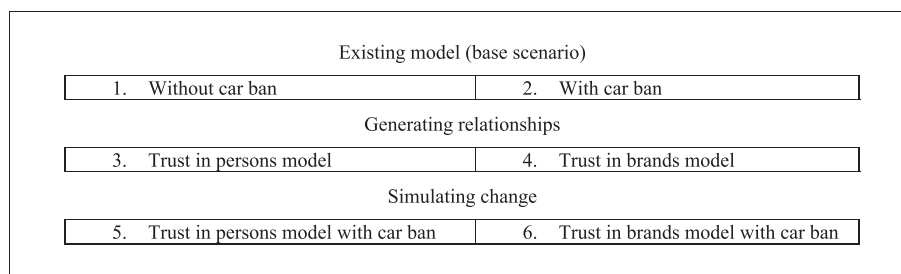 Existing model (base scenario)
1. Without car ban 2. With car ban
Generating relationships
3. Trust in persons model 4. Trust in brands model
Simulating change
5. Trust in persons model with car ban 6. Trust in brands model with car ban